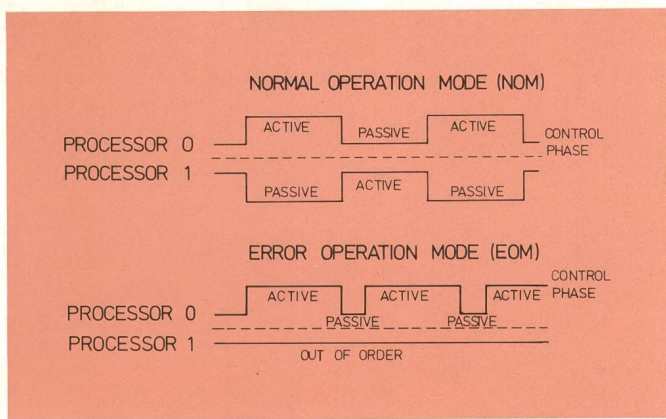 NORMAL OPERATION MODE (NOM)
ACTIVE PASSIVE ACTIVE
PROCESSOR 0
CONTROL
PHASE
PROCESSOR 1
PASSIVE ACTIVE PASSIVE
ERROR OPERATION MODE (EOM)
CONTROL
PHASE
ACTIVE ACTIVE ACTIVE
PROCESSOR 0
PASSIVE PASSIVE
PROCESSOR 1
OUT OF ORDER